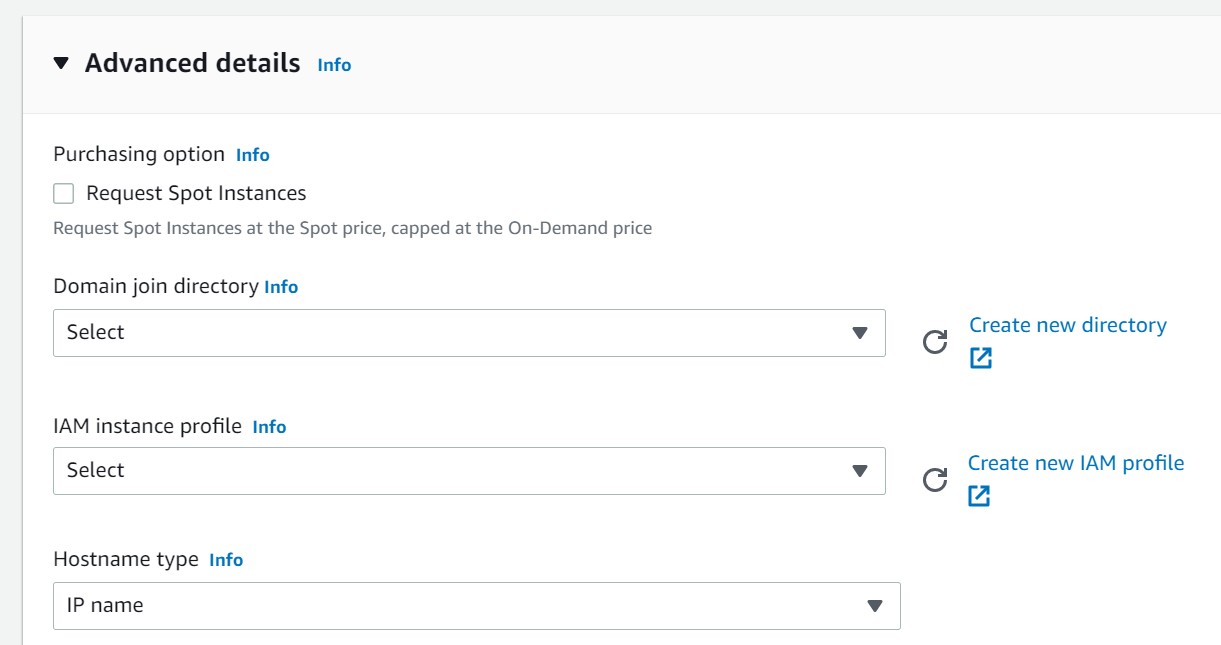 Advanced details Info
Purchasing option Info
Request Spot Instances
Request Spot Instances at the Spot price, capped at the On-Demand price
Domain join directory Info
Select
Create new directory
IAM instance profile Info
Select
Create new IAM profile
Hostname type Info
IP name